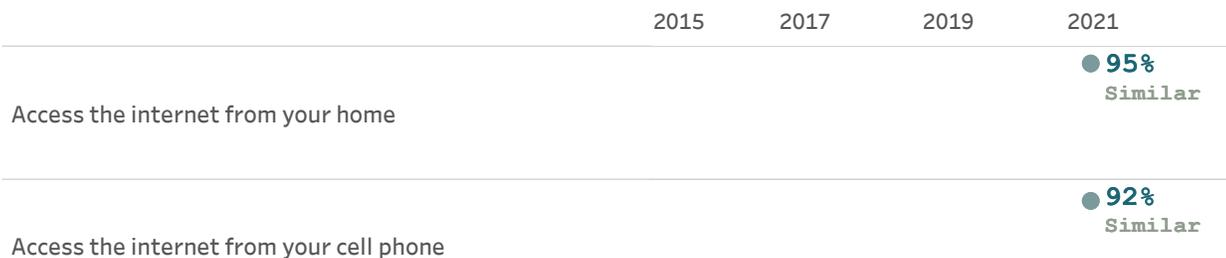 2015 2017 2019 2021
95%
Similar
Access the internet from your home
92%
Similar
Access the internet from your cell phone